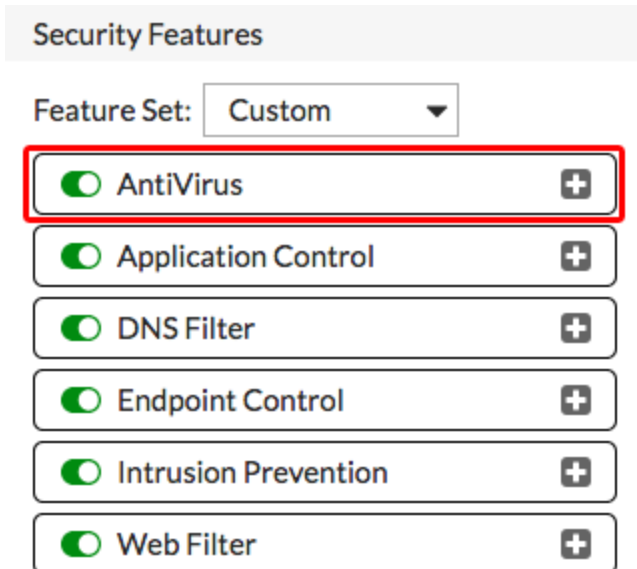 Security Features
Feature Set: Custom
AntiVirus
Application Control
DNS Filter
Endpoint Control
Intrusion Prevention
Web Filter